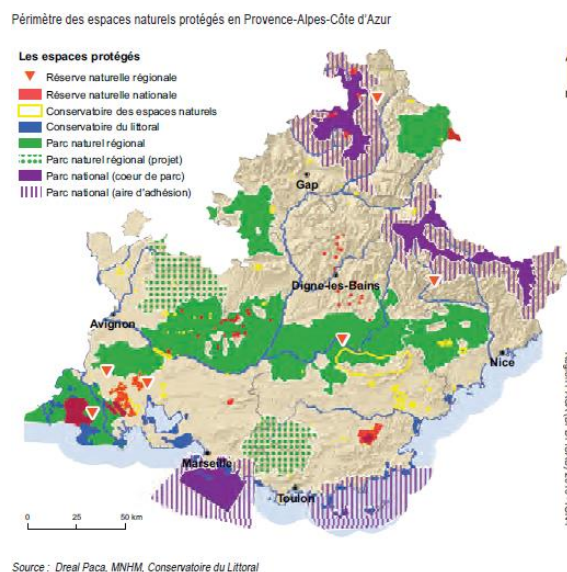 Périmètre des espaces naturels protégés en Provence-Alpes-Côte d'Azur
Les espaces protégés
Réserve naturelle régionale
Réserve naturelle nationale
Conservatoire des espaces naturels
Conservatoire du littoral
Parc naturel régional
Parc naturel régional (projet)
Parc national (coeur de parc)
Parc national (aire d'adhésion)
Gap
Digne-les-Bains
Avignon
Nice
Marseille
Toulon
0 25 50 km
Source : Dreal Paca, MNHM, Conservatoire du Littoral